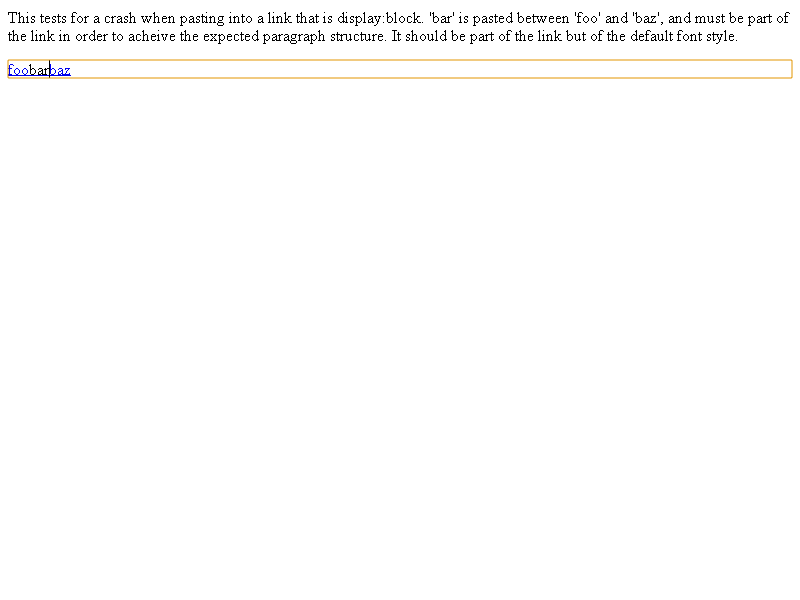 This tests for a crash when pasting into a link that is display:block. 'bar' is pasted between 'foo' and 'baz', and must be part of
the link in order to acheive the expected paragraph structure. It should be part of the link but of the default font style.
foobarbaz